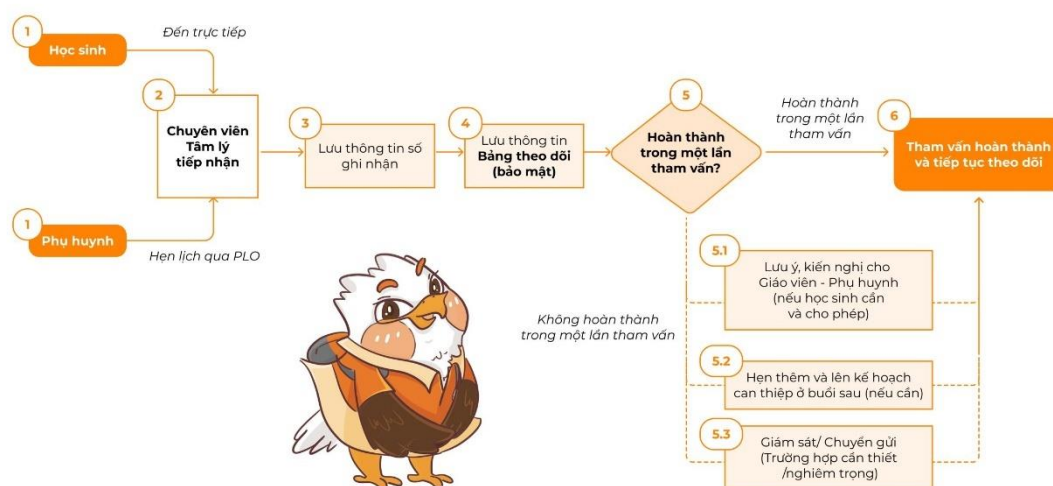 1
Học sinh
Đến trực tiếp
2
Chuyên viên
Tâm lý
tiếp nhận
1
Phụ huynh
Hẹn lịch qua PLO
3
Lưu thông tin sổ
ghi nhận
4
Lưu thông tin
Bảng theo dõi
(bảo mật)
5
Hoàn thành
trong một lần
tham vấn?
Hoàn thành
trong một lần
tham vấn
6
Tham vấn hoàn thành
và tiếp tục theo dõi
Không hoàn thành
trong một lần tham vấn
5.1
Lưu ý, kiến nghị cho
Giáo viên - Phụ huynh
(nếu học sinh cần
và cho phép)
5.2
Hẹn thêm và lên kế hoạch
can thiệp ở buổi sau (nếu cần)
5.3
Giám sát/ Chuyển gửi
(Trường hợp cần thiết
/nghiêm trọng)